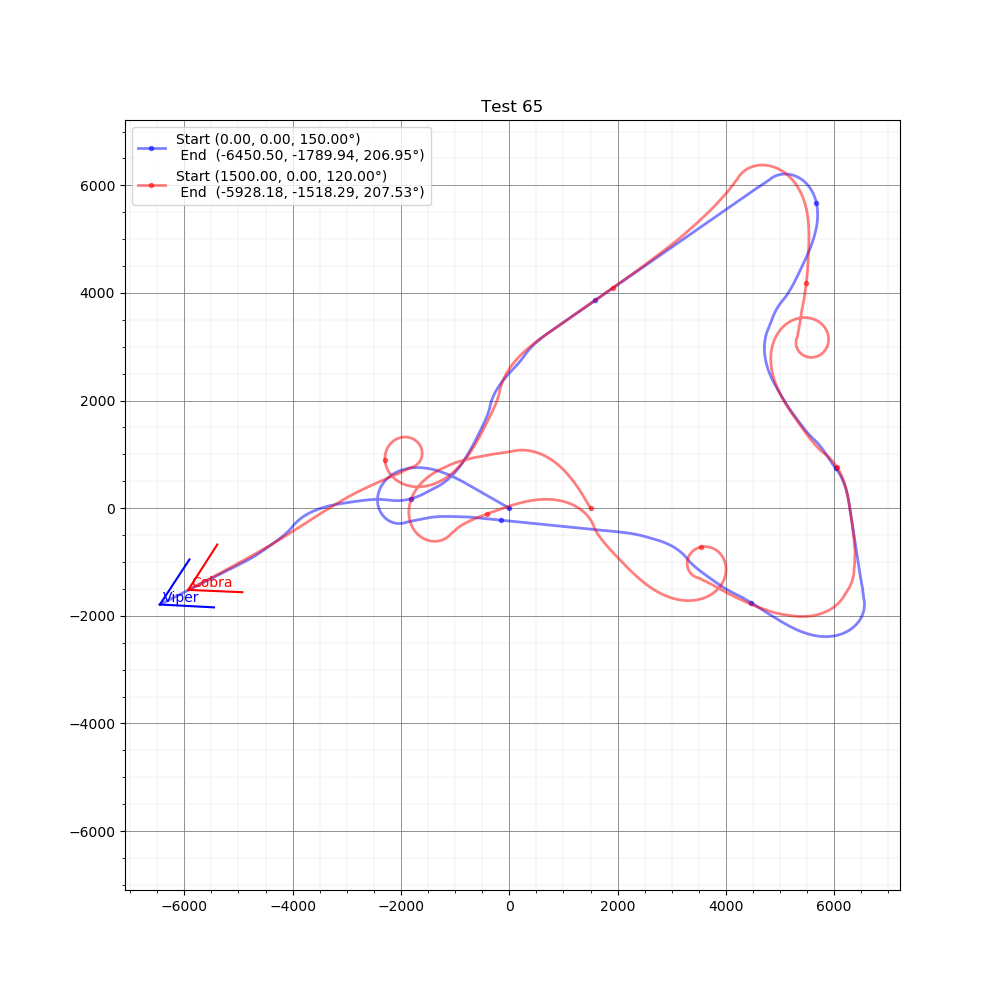 Test 65
Start (0.00, 0.00, 150.00°)
End (-6450.50, -1789.94, 206.95°)
Start (1500.00, 0.00, 120.00°)
End (-5928.18, -1518.29, 207.53°)
6000
4000
2000
0
−2000
−4000
−6000
Cobra
Viper
−6000 −4000 −2000 0 2000 4000 6000